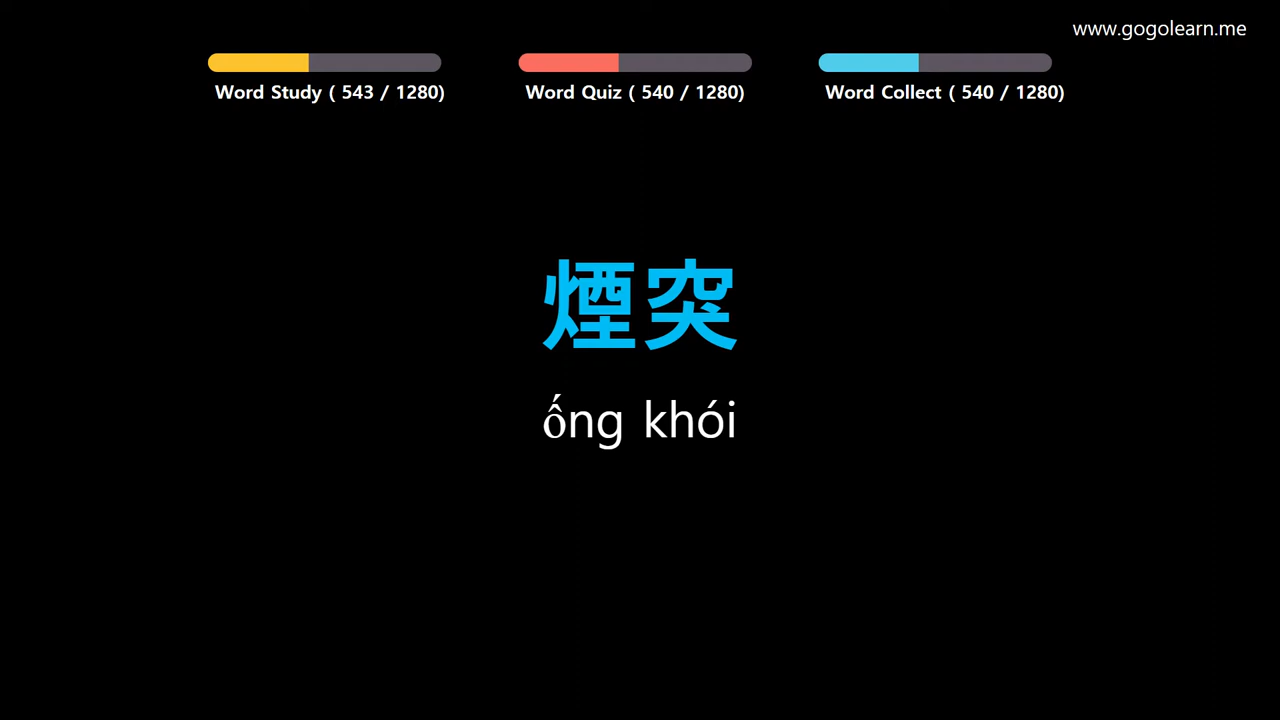 www.gogolearn.me
Word Study ( 543 / 1280)
Word Quiz ( 540 / 1280)
Word Collect ( 540 / 1280)
煙突
ống khói